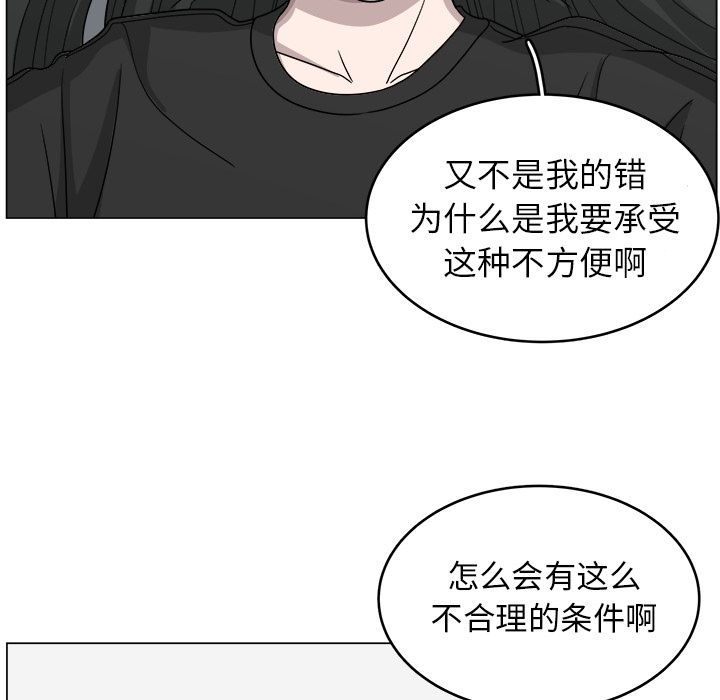 又不是我的错
为什么是我要承受
这种不方便啊
怎么会有这么
不合理的条件啊